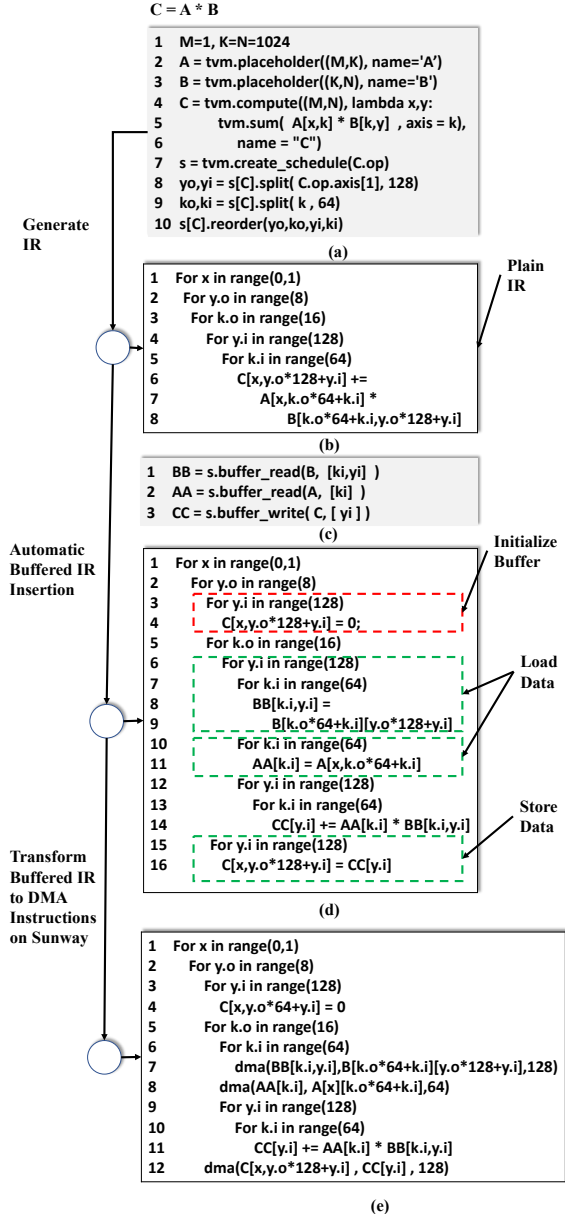 C = A * B
1 M=1, K=N=1024
2 A = tvm.placeholder((M,K), name='A’)
3 B = tvm.placeholder((K,N), name='B')
4 C = tvm.compute((M,N), lambda x,y:
5 tvm.sum( A[x,k] * B[k,y] , axis = k),
6 name = "C")
7 s = tvm.create_schedule(C.op)
8 yo,yi = s[C].split( C.op.axis[1], 128)
9 ko,ki = s[C].split( k , 64)
10 s[C].reorder(yo,ko,yi,ki)
(a)
Generate
IR
Plain
IR
1 For x in range(0,1)
2 For y.o in range(8)
3 For k.o in range(16)
4 For y.i in range(128)
5 For k.i in range(64)
6 C[x,y.o*128+y.i] +=
7 A[x,k.o*64+k.i] *
8 B[k.o*64+k.i,y.o*128+y.i]
(b)
1 BB = s.buffer_read(B, [ki,yi] )
2 AA = s.buffer_read(A, [ki] )
3 CC = s.buffer_write( C, [ yi ] )
(c)
Automatic
Buffered IR
Insertion
Initialize
Buffer
1 For x in range(0,1)
2 For y.o in range(8)
3 For y.i in range(128)
4 C[x,y.o*128+y.i] = 0;
5 For k.o in range(16)
6 For y.i in range(128)
7 For k.i in range(64)
8 BB[k.i,y.i] =
9 B[k.o*64+k.i][y.o*128+y.i]
10 For k.i in range(64)
11 AA[k.i] = A[x,k.o*64+k.i]
12 For y.i in range(128)
13 For k.i in range(64)
14 CC[y.i] += AA[k.i] * BB[k.i,y.i]
15 For y.i in range(128)
16 C[x,y.o*128+y.i] = CC[y.i]
Load
Data
Store
Data
(d)
Transform
Buffered IR
to DMA
Instructions
on Sunway
1 For x in range(0,1)
2 For y.o in range(8)
3 For y.i in range(128)
4 C[x,y.o*64+y.i] = 0
5 For k.o in range(16)
6 For k.i in range(64)
7 dma(BB[k.i,y.i],B[k.o*64+k.i][y.o*128+y.i],128)
8 dma(AA[k.i], A[x][k.o*64+k.i],64)
9 For y.i in range(128)
10 For k.i in range(64)
11 CC[y.i] += AA[k.i] * BB[k.i,y.i]
12 dma(C[x,y.o*128+y.i] , CC[y.i] , 128)
(e)